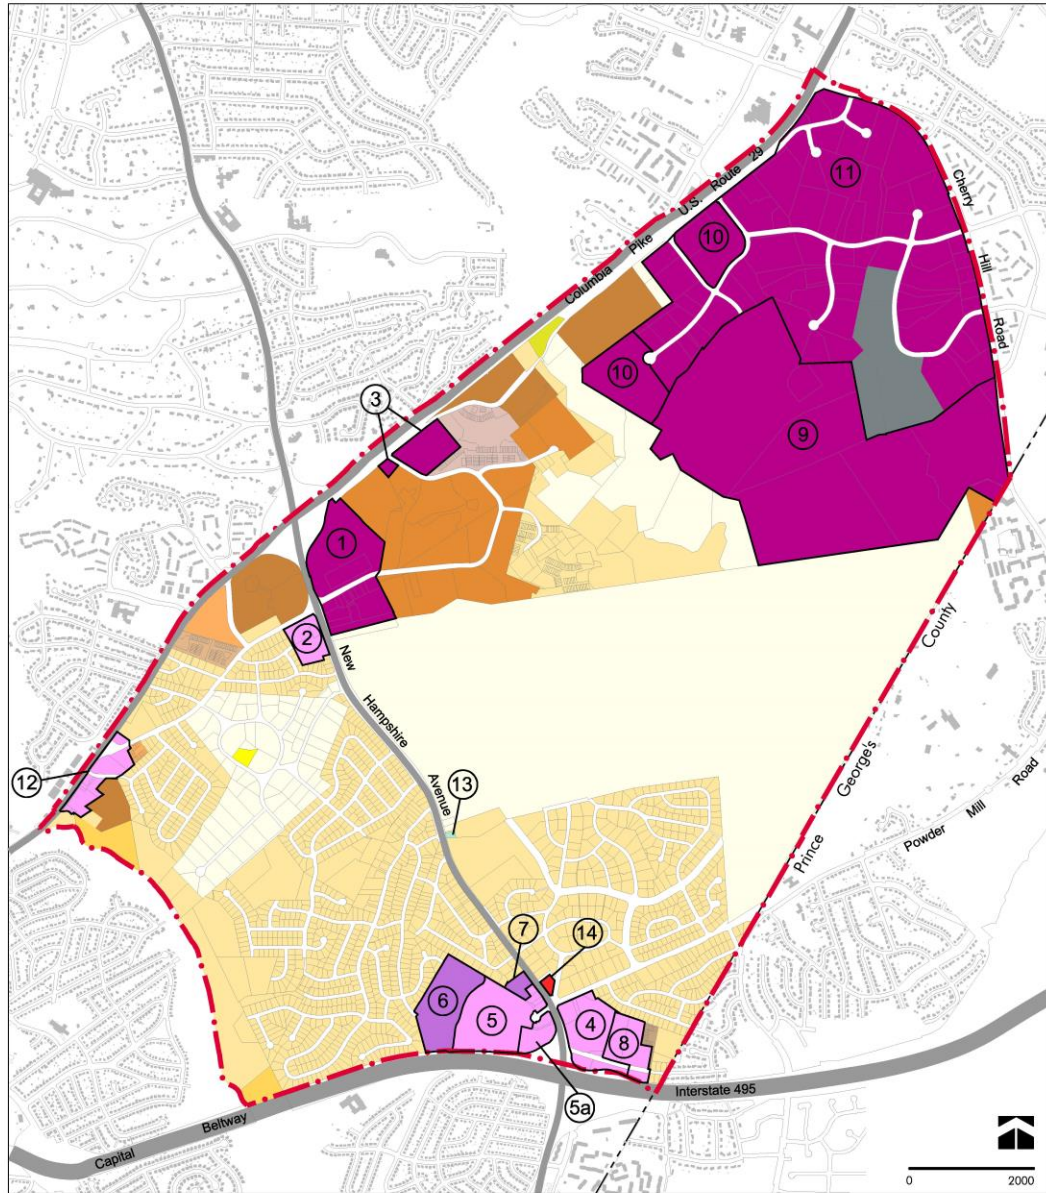 11
Cherry
Hill
Road
U.S. Route 29
Columbia Pike
10
10
9
3
1
2
New
Hampshire
Avenue
12
13
County
George's
Prince
Powder Mill Road
7
14
6
5
4
8
5a
Interstate 495
Capital Beltway
0 2000